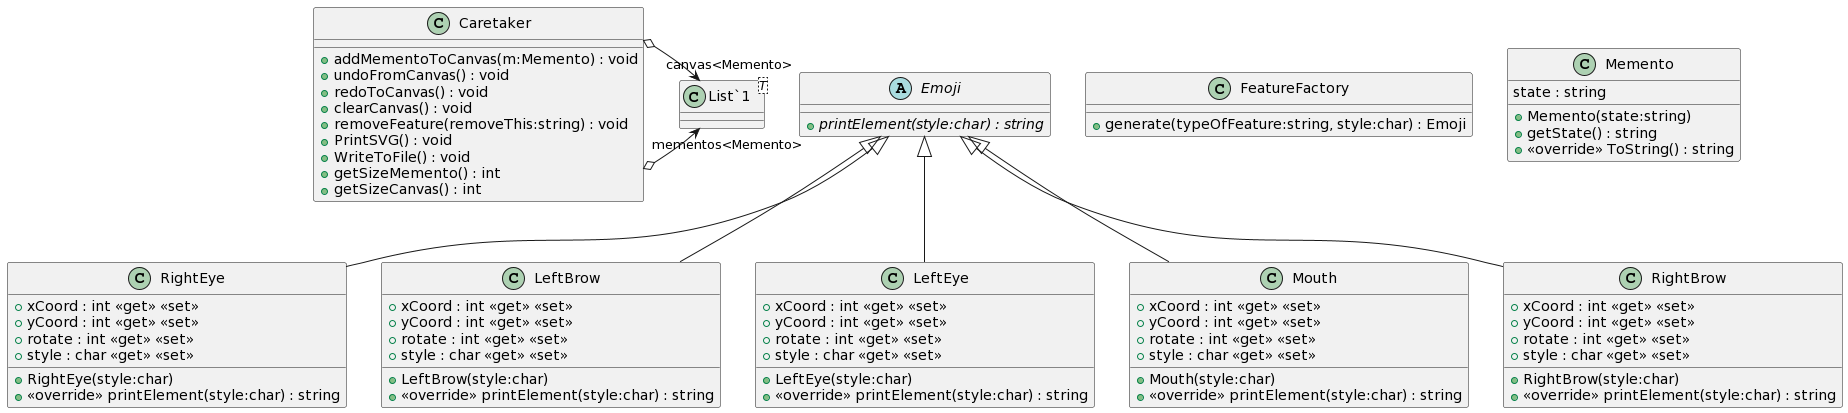 C Caretaker
addMementoToCanvas(m:Memento) : void
undoFromCanvas() : void
redoToCanvas() : void
clearCanvas() : void
removeFeature(removeThis:string) : void
PrintSVG() : void
WriteToFile() : void
getSizeMemento() : int
getSizeCanvas() : int
canvas<Memento>
C List`1
T
mementos<Memento>
A Emoji
printElement(style:char) : string
C FeatureFactory
generate(typeOfFeature:string, style:char) : Emoji
C Memento
state : string
Memento(state:string)
getState() : string
«override» ToString() : string
C RightEye
xCoord : int «get» «set»
yCoord : int «get» «set»
rotate : int «get» «set»
style : char «get» «set»
RightEye(style:char)
«override» printElement(style:char) : string
C LeftBrow
xCoord : int «get» «set»
yCoord : int «get» «set»
rotate : int «get» «set»
style : char «get» «set»
LeftBrow(style:char)
«override» printElement(style:char) : string
C LeftEye
xCoord : int «get» «set»
yCoord : int «get» «set»
rotate : int «get» «set»
style : char «get» «set»
LeftEye(style:char)
«override» printElement(style:char) : string
C Mouth
xCoord : int «get» «set»
yCoord : int «get» «set»
rotate : int «get» «set»
style : char «get» «set»
Mouth(style:char)
«override» printElement(style:char) : string
C RightBrow
xCoord : int «get» «set»
yCoord : int «get» «set»
rotate : int «get» «set»
style : char «get» «set»
RightBrow(style:char)
«override» printElement(style:char) : string